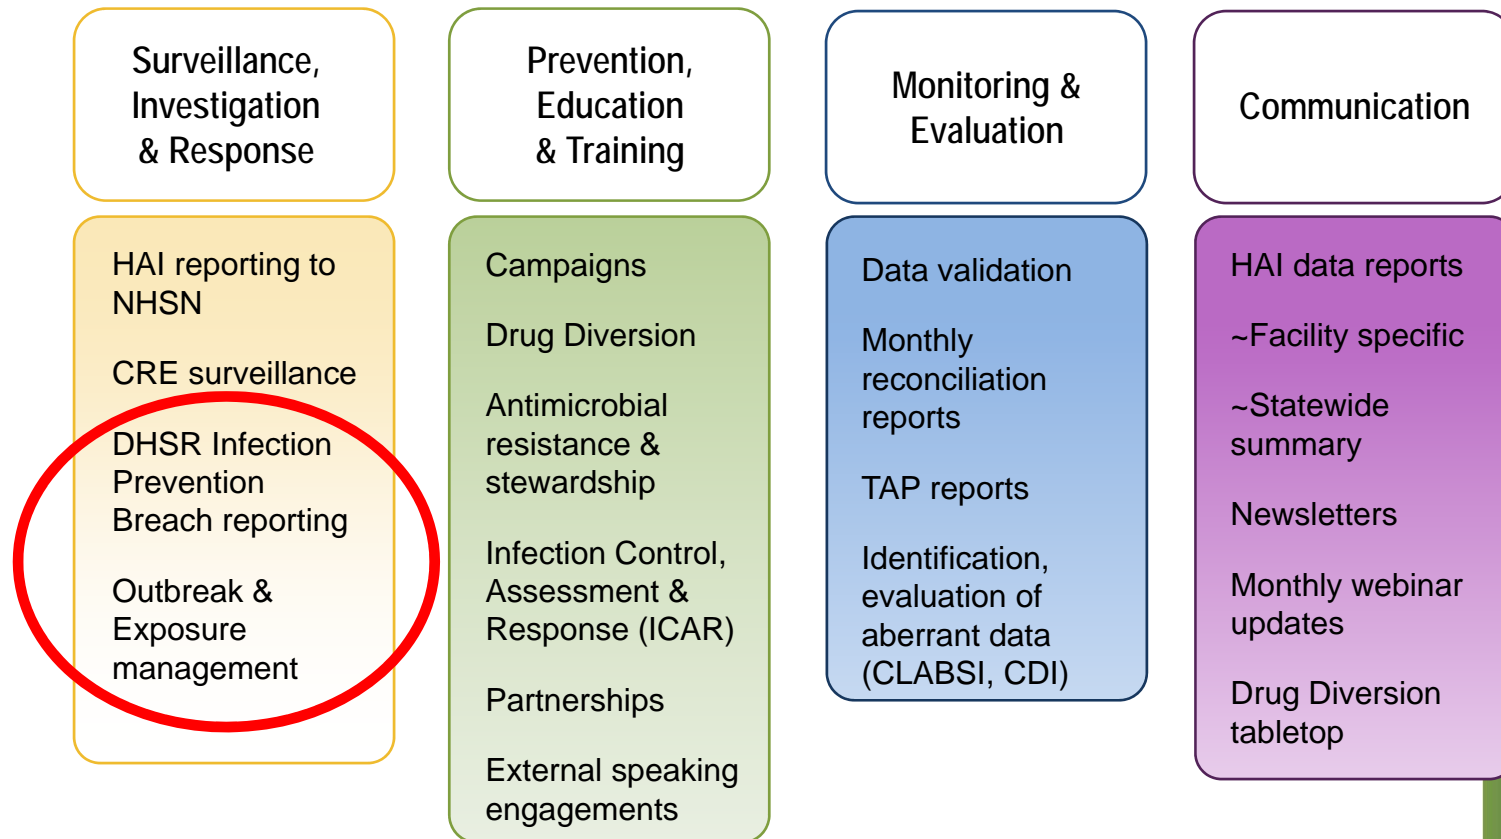 Surveillance,
Investigation
& Response
HAI reporting to
NHSN
CRE surveillance
DHSR Infection
Prevention
Breach reporting
Outbreak &
Exposure
management
Prevention,
Education
& Training
Campaigns
Drug Diversion
Antimicrobial
resistance &
stewardship
Infection Control,
Assessment &
Response (ICAR)
Partnerships
External speaking
engagements
Monitoring &
Evaluation
Data validation
Monthly
reconciliation
reports
TAP reports
Identification,
evaluation of
aberrant data
(CLABSI, CDI)
Communication
HAI data reports
~Facility specific
~Statewide
summary
Newsletters
Monthly webinar
updates
Drug Diversion
tabletop